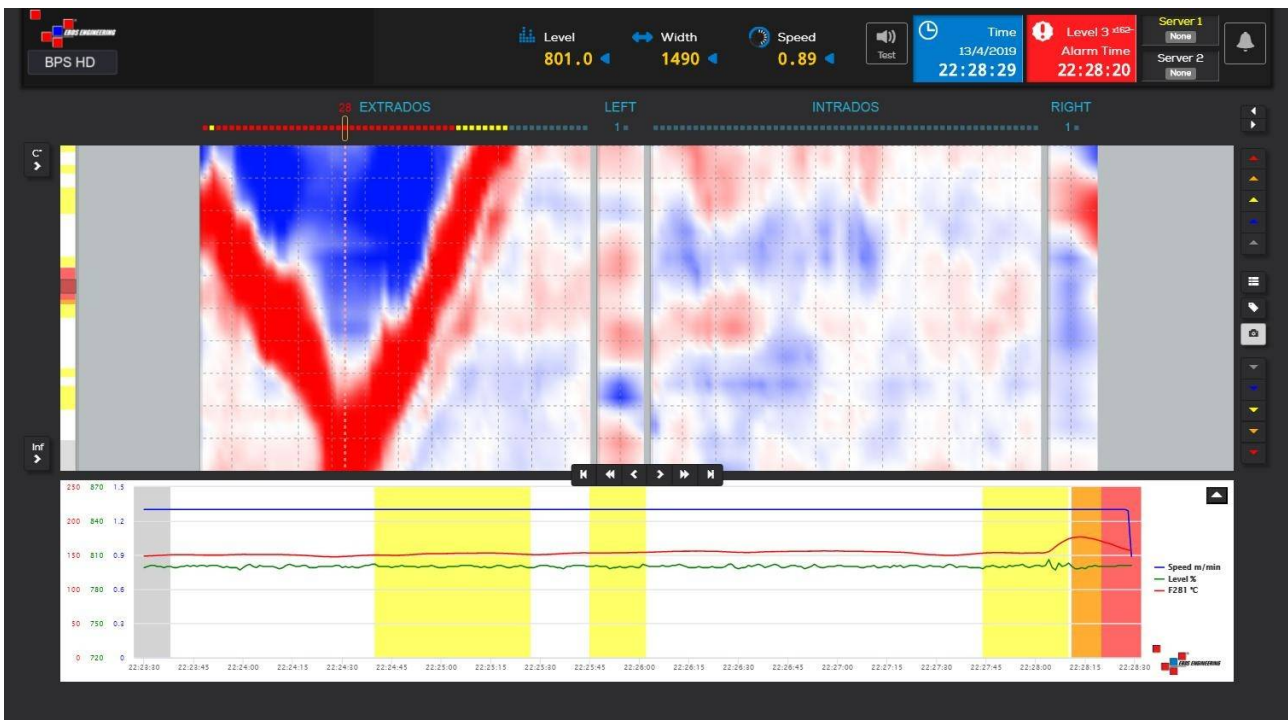 EBDS ENGINEERING
BPS HD
Level
801.0
Width
1490
Speed
0.89
Test
Time
13/4/2019
22:28:29
Level 3
Alarm Time
22:28:20
Server 1
None
Server 2
None
28 EXTRADOS
LEFT
INTRADOS
RIGHT
1
1
C°
Inf
250 870 1.5
200 840 1.2
150 810 0.9
100 780 0.6
50 750 0.3
0 720 0
Speed m/min
Level %
F281 °C
22:23:30 22:23:45 22:24:00 22:24:15 22:24:30 22:24:45 22:25:00 22:25:15 22:25:30 22:25:45 22:26:00 22:26:15 22:26:30 22:26:45 22:27:00 22:27:15 22:27:30 22:27:45 22:28:00 22:28:15 22:28:30
EBDS ENGINEERING